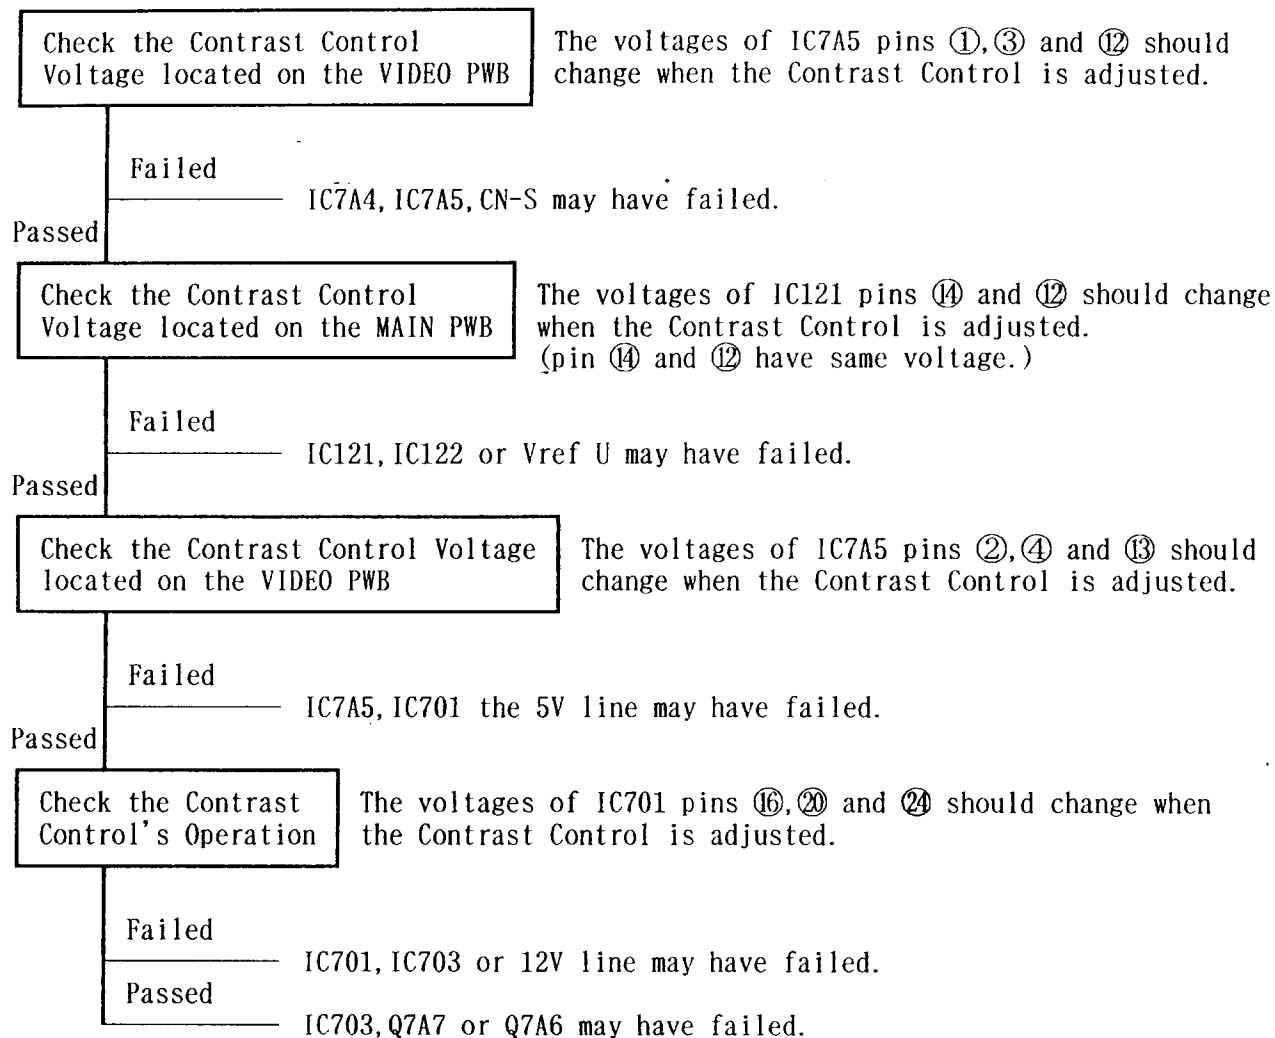 Check the Contrast Control
Voltage located on the VIDEO PWB
The voltages of IC7A5 pins ①,③ and ⑫ should
change when the Contrast Control is adjusted.
Failed
IC7A4,IC7A5,CN-S may have failed.
Passed
Check the Contrast Control
Voltage located on the MAIN PWB
The voltages of IC121 pins ⑭ and ⑫ should change
when the Contrast Control is adjusted.
(pin ⑭ and ⑫ have same voltage.)
Failed
IC121,IC122 or Vref U may have failed.
Passed
Check the Contrast Control Voltage
located on the VIDEO PWB
The voltages of IC7A5 pins ②,④ and ⑬ should
change when the Contrast Control is adjusted.
Failed
IC7A5,IC701 the 5V line may have failed.
Passed
Check the Contrast
Control's Operation
The voltages of IC701 pins ⑯,⑳ and ㉔ should change when
the Contrast Control is adjusted.
Failed
IC701,IC703 or 12V line may have failed.
Passed
IC703,Q7A7 or Q7A6 may have failed.